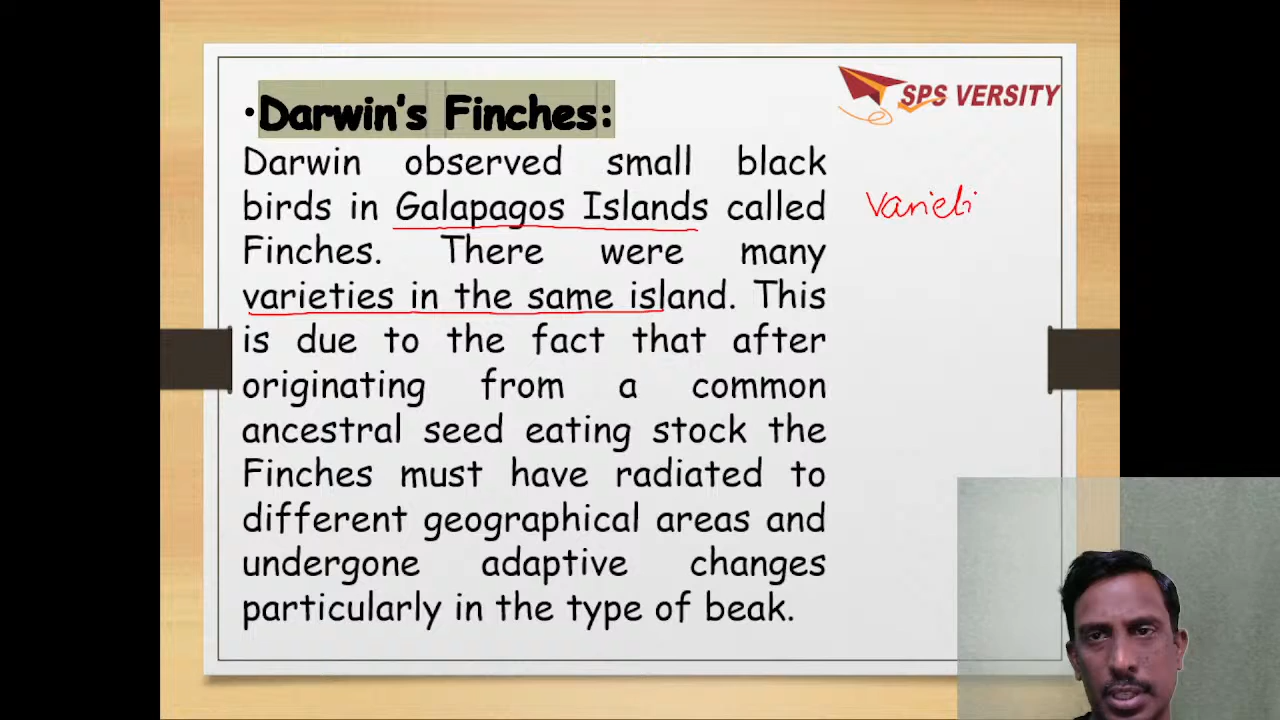 •Darwin's Finches:
SPS VERSITY
Darwin observed small black
birds in Galapagos Islands called
Finches. There were many
varieties in the same island. This
is due to the fact that after
originating from a common
ancestral seed eating stock the
Finches must have radiated to
different geographical areas and
undergone adaptive changes
particularly in the type of beak.
Varieti